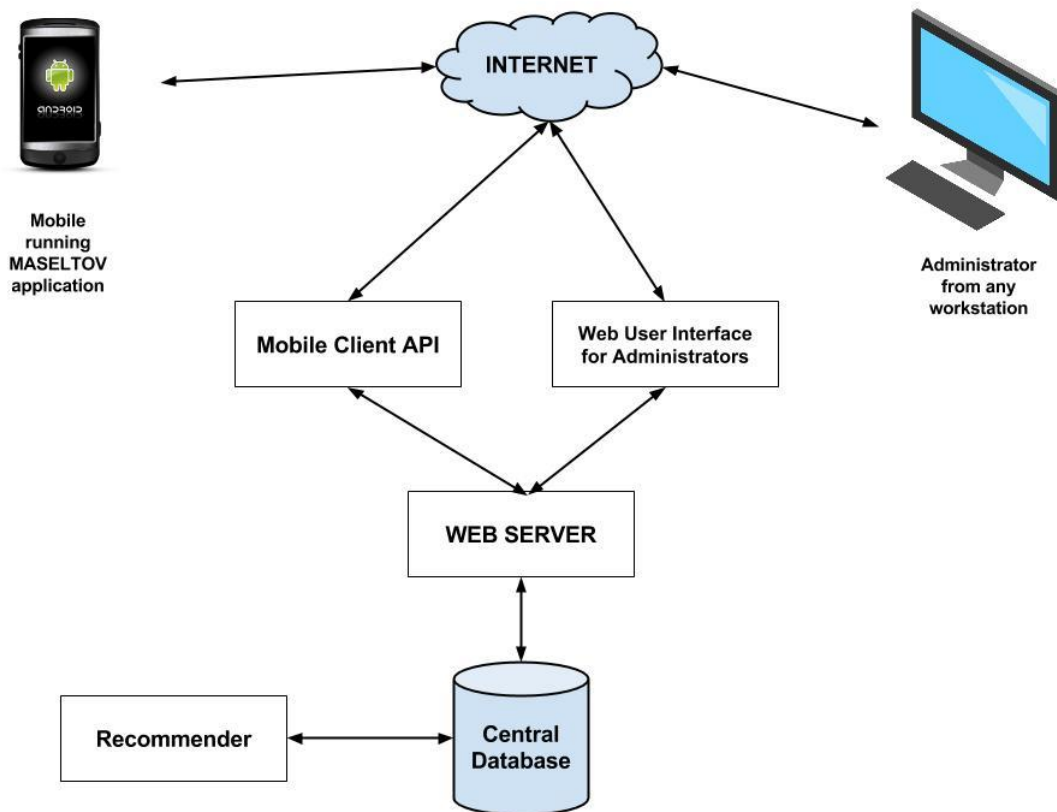 INTERNET
ANDROID
Mobile
running
MASELTOV
application
Administrator
from any
workstation
Mobile Client API
Web User Interface
for Administrators
WEB SERVER
Central
Database
Recommender